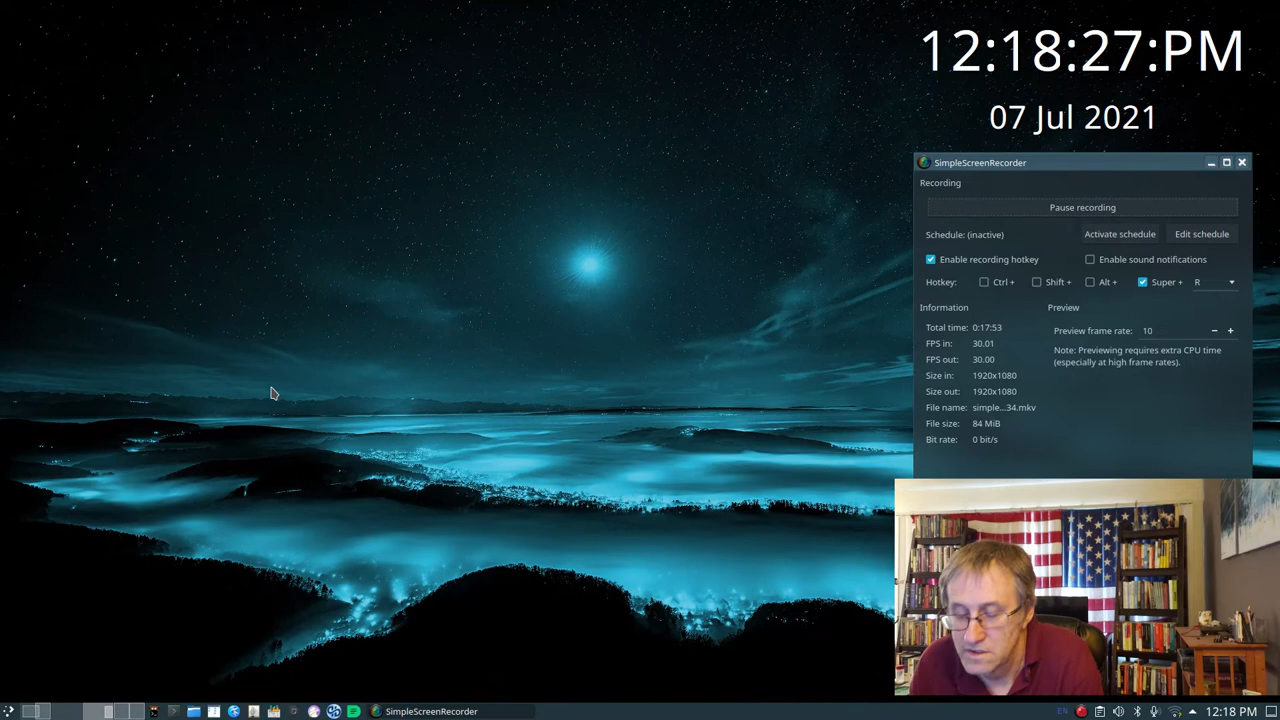 12:18:27:PM
07 Jul 2021
SimpleScreenRecorder
Recording
Pause recording
Schedule: (inactive)
Activate schedule
Edit schedule
Enable recording hotkey
Enable sound notifications
Hotkey:
Ctrl +
Shift +
Alt +
Super +
R
Information
Preview
Total time: 0:17:53
Preview frame rate: 10
FPS in: 30.01
Note: Previewing requires extra CPU time
(especially at high frame rates).
FPS out: 30.00
Size in: 1920x1080
Size out: 1920x1080
File name: simple...34.mkv
File size: 84 MiB
Bit rate: 0 bit/s
SimpleScreenRecorder
EN
12:18 PM